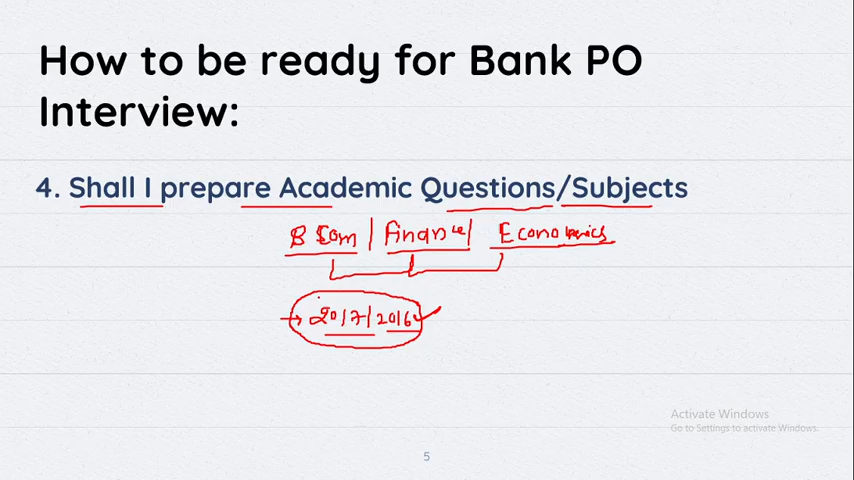 How to be ready for Bank PO
Interview:
4. Shall I prepare Academic Questions/Subjects
B Com | Finance | Economics
→ 2017/2016 ✓
Activate Windows
Go to Settings to activate Windows.
5